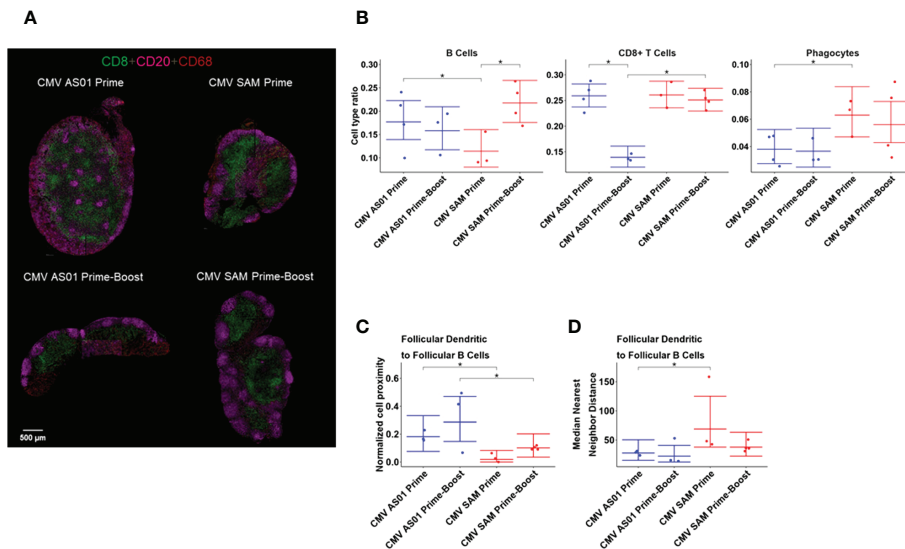 A
CD8+CD20+CD68
CMV AS01 Prime CMV SAM Prime
CMV AS01 Prime-Boost CMV SAM Prime-Boost
500 µm
B
B Cells
Cell type ratio
0.30
0.25
0.20
0.15
0.10
*
*
CMV AS01 Prime
CMV AS01 Prime-Boost
CMV SAM Prime
CMV SAM Prime-Boost
CD8+ T Cells
0.30
0.25
0.20
0.15
*
*
CMV AS01 Prime
CMV AS01 Prime-Boost
CMV SAM Prime
CMV SAM Prime-Boost
Phagocytes
0.10
0.08
0.06
0.04
*
CMV AS01 Prime
CMV AS01 Prime-Boost
CMV SAM Prime
CMV SAM Prime-Boost
C
Follicular Dendritic
to Follicular B Cells
Normalized cell proximity
0.6
0.4
0.2
0.0
*
*
CMV AS01 Prime
CMV AS01 Prime-Boost
CMV SAM Prime
CMV SAM Prime-Boost
D
Follicular Dendritic
to Follicular B Cells
Median Nearest
Neighbor Distance
150
100
50
*
CMV AS01 Prime
CMV AS01 Prime-Boost
CMV SAM Prime
CMV SAM Prime-Boost